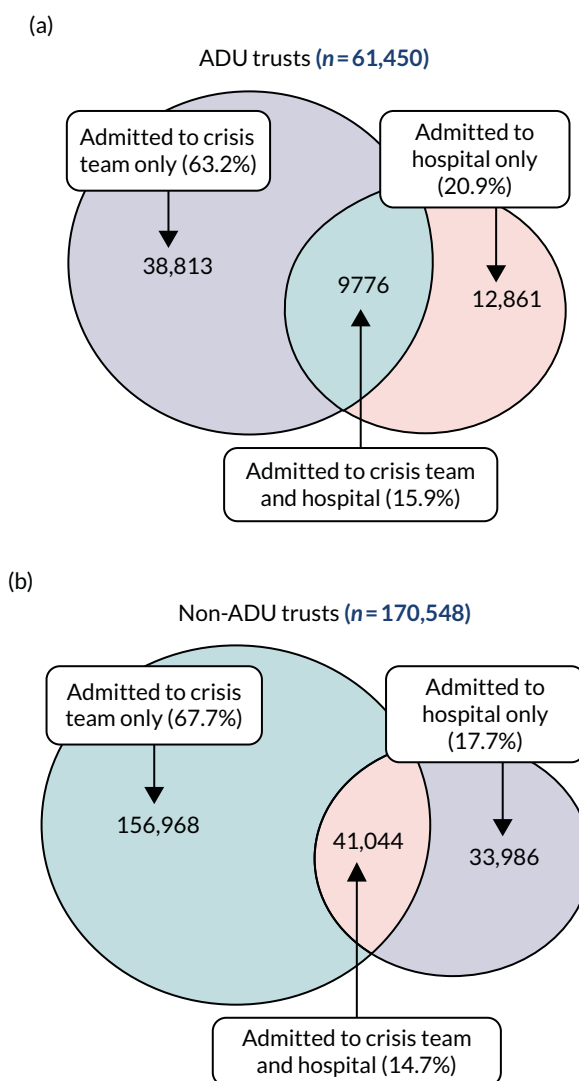 (a)
ADU trusts (n = 61,450)
Admitted to crisis
team only (63.2%)
Admitted to
hospital only
(20.9%)
38,813
9776
12,861
Admitted to crisis team
and hospital (15.9%)
(b)
Non-ADU trusts (n = 170,548)
Admitted to crisis
team only (67.7%)
Admitted to
hospital only
(17.7%)
156,968
41,044
33,986
Admitted to crisis team
and hospital (14.7%)